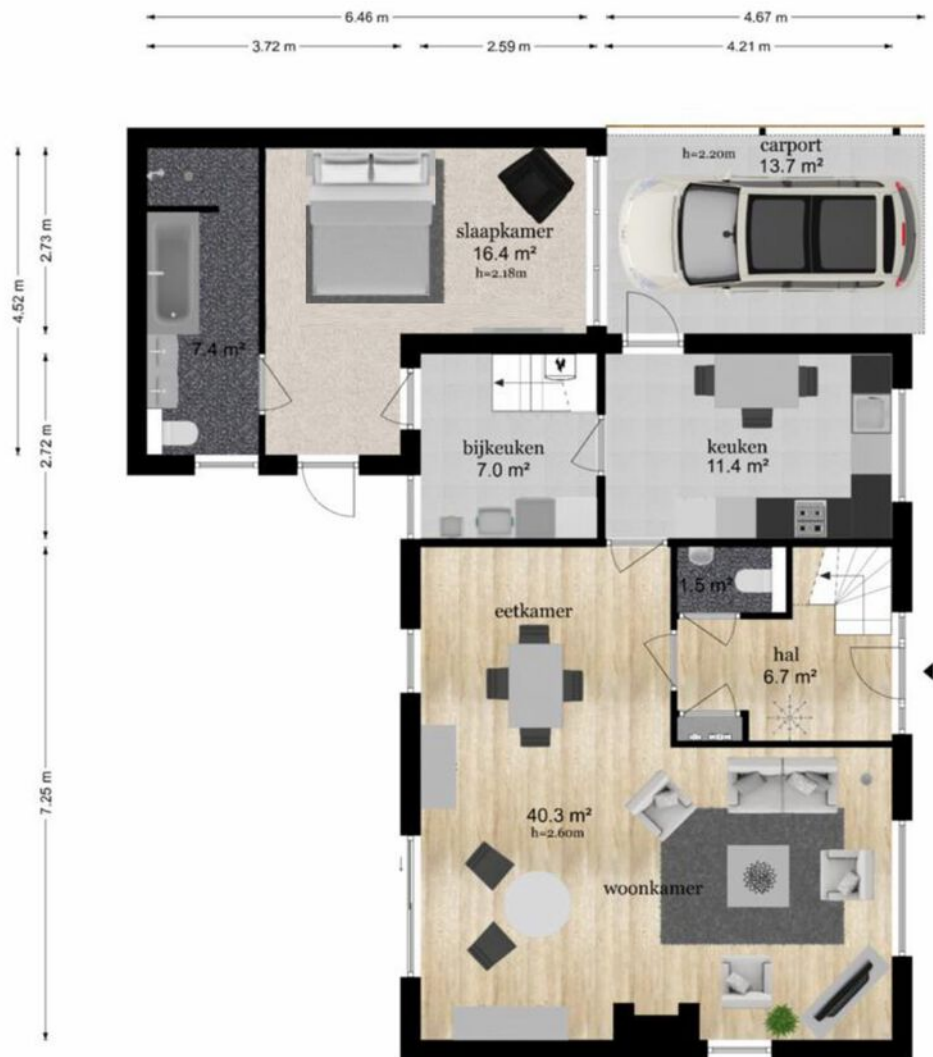 6.46 m
4.67 m
3.72 m
2.59 m
4.21 m
4.52 m
2.73 m
2.72 m
7.25 m
carport
h=2.20m
13.7 m²
slaapkamer
16.4 m²
h=2.18m
7.4 m²
bijkeuken
7.0 m²
keuken
11.4 m²
1.5 m²
eetkamer
hal
6.7 m²
40.3 m²
h=2.60m
woonkamer